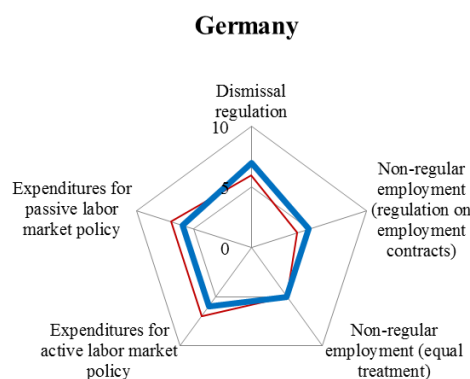 Germany
Dismissal
regulation
10
5
0
Non-regular
employment
(regulation on
employment
contracts)
Non-regular
employment (equal
treatment)
Expenditures for
active labor market
policy
Expenditures for
passive labor
market policy